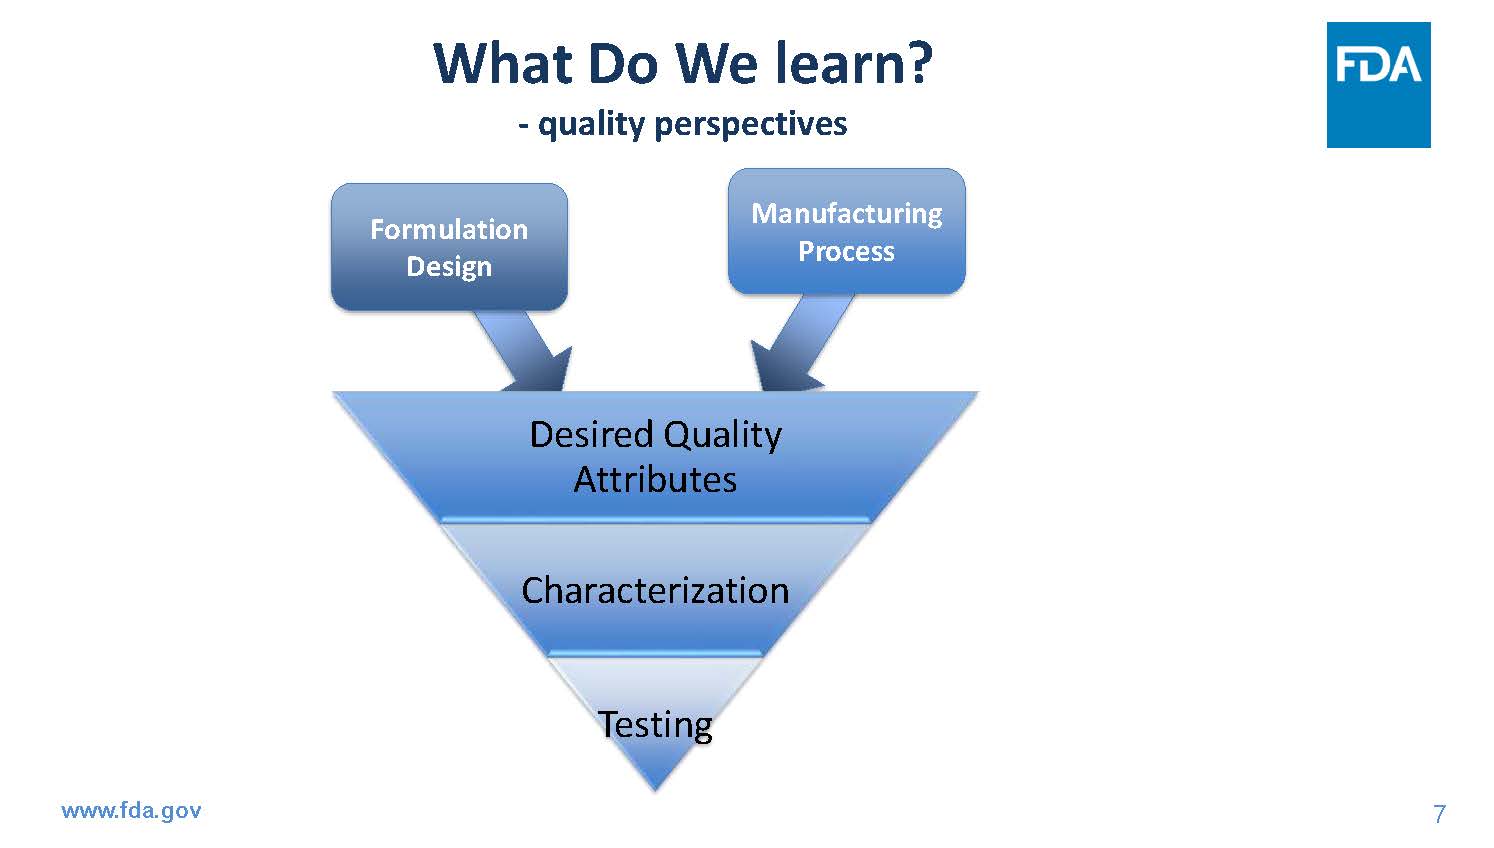 What Do We learn?
- quality perspectives
FDA
Formulation
Design
Manufacturing
Process
Desired Quality
Attributes
Characterization
Testing
www.fda.gov
7